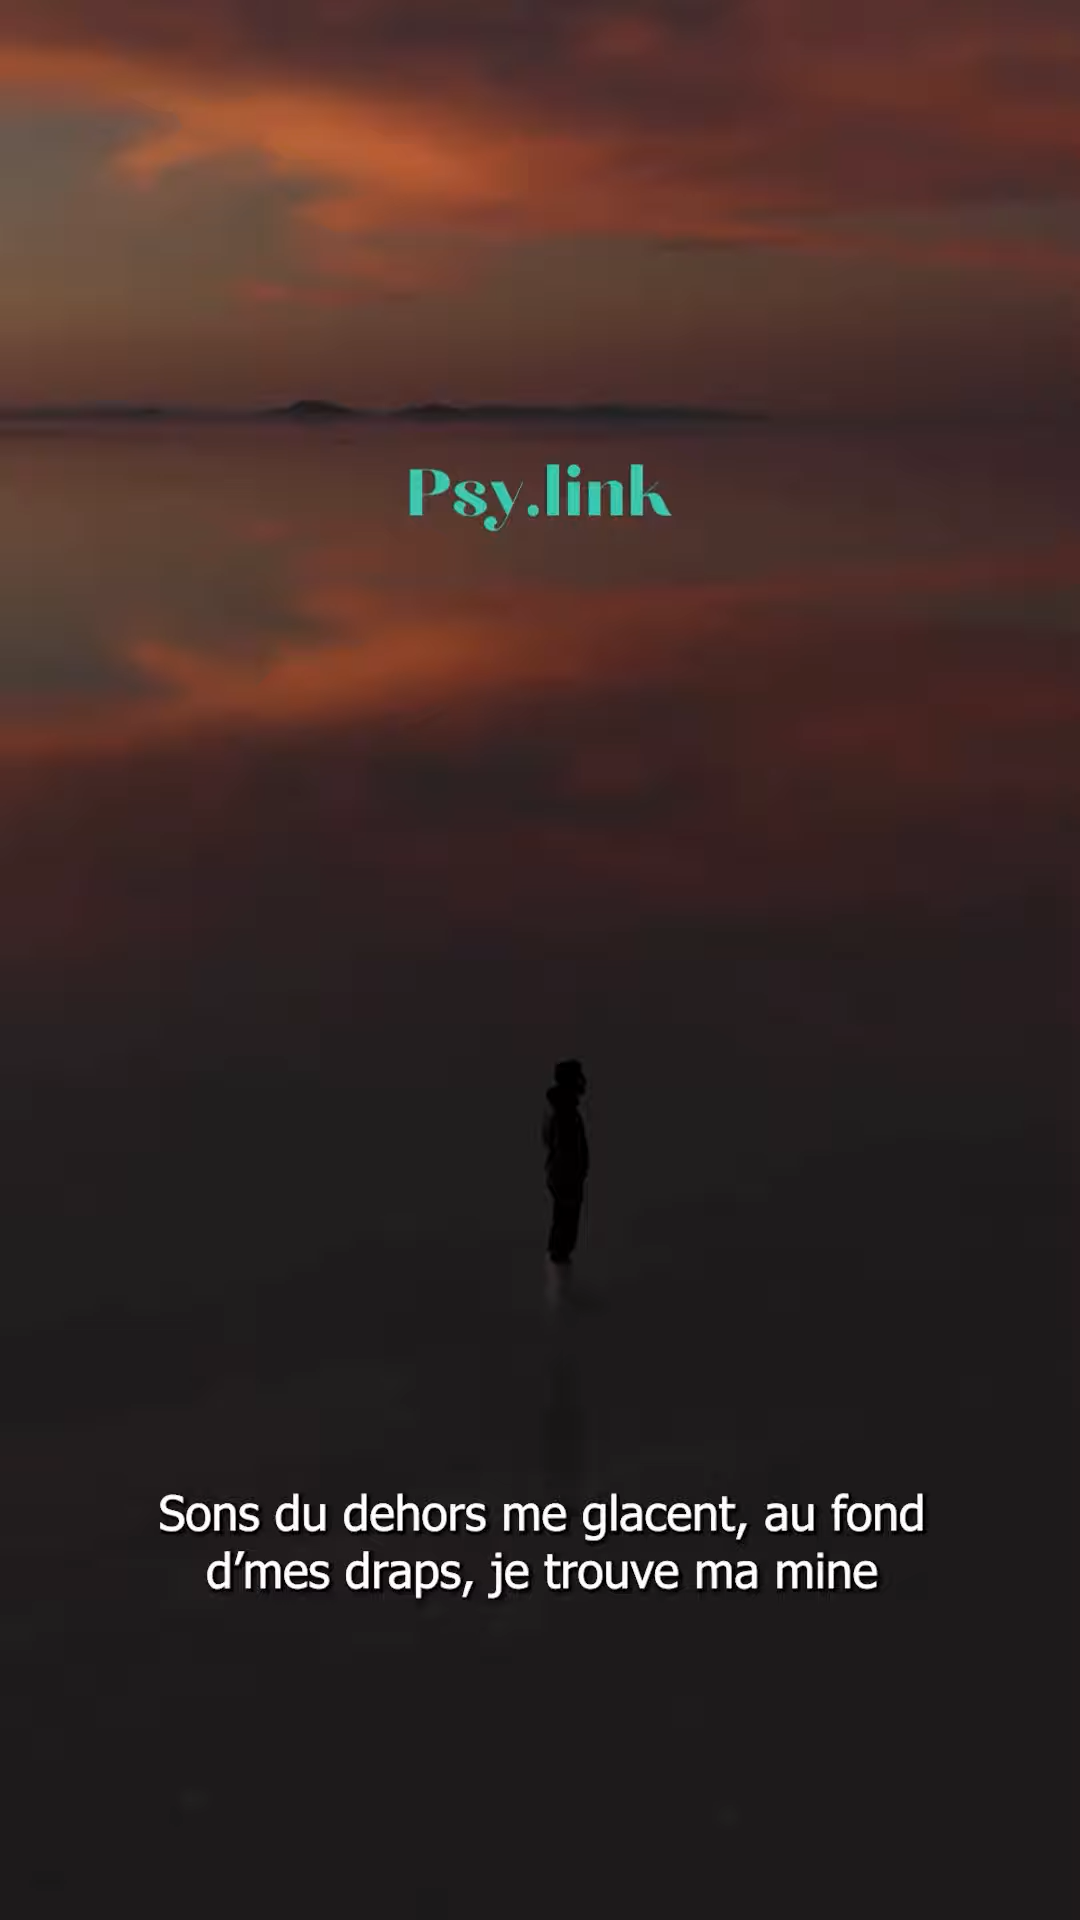 Psy.link
Sons du dehors me glacent, au fond
d’mes draps, je trouve ma mine